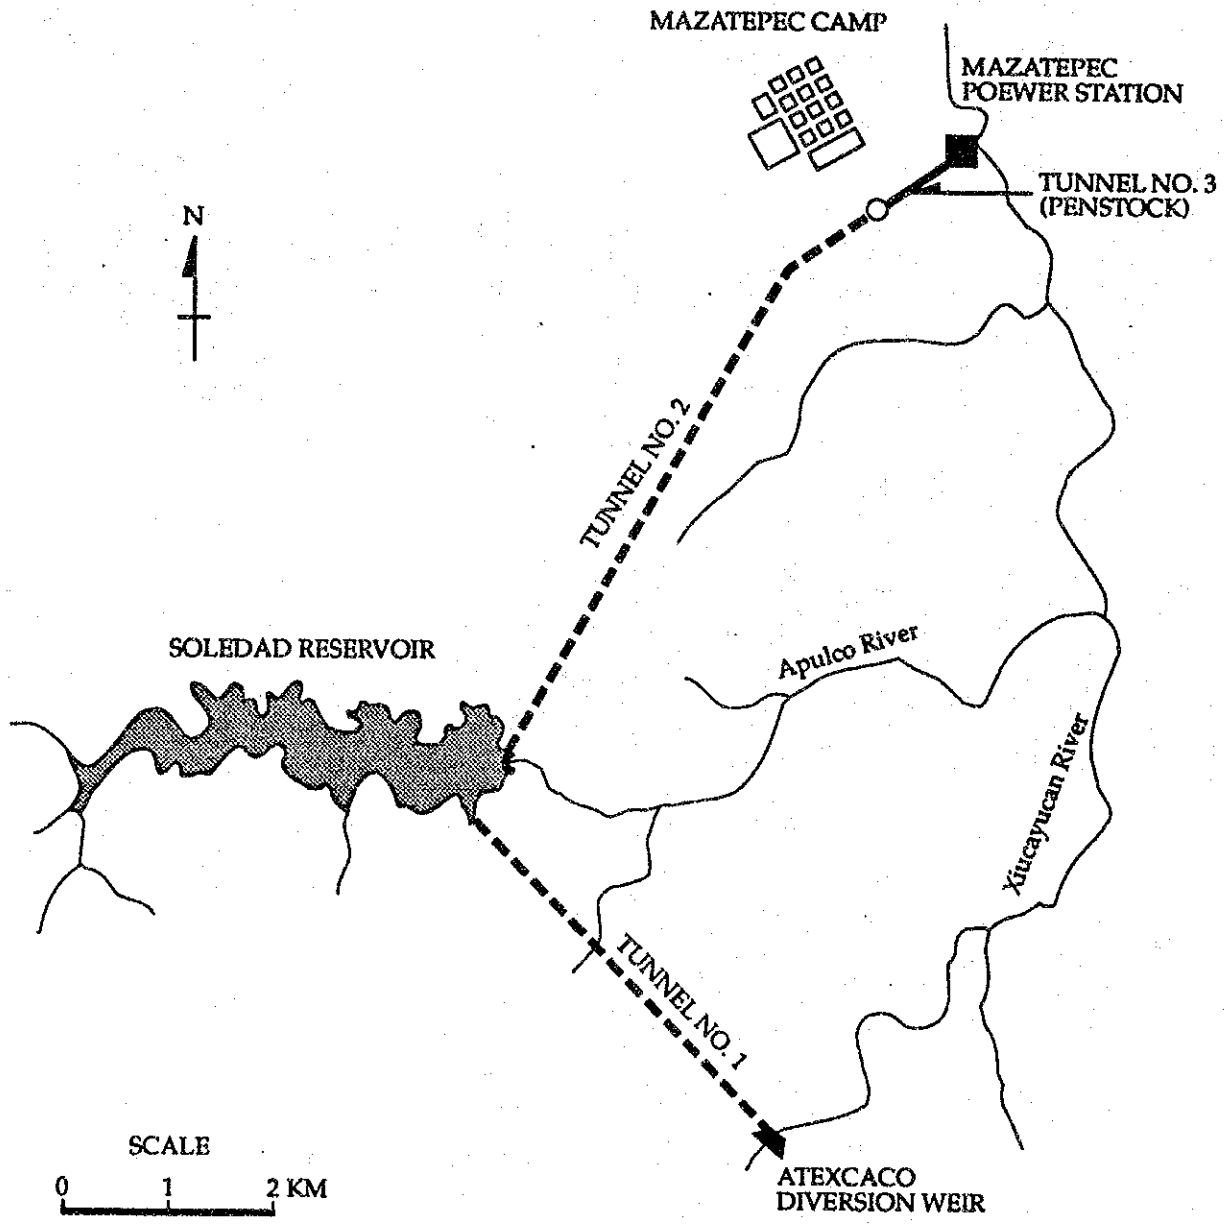 MAZATEPEC CAMP
MAZATEPEC
POEWER STATION
TUNNEL NO. 3
(PENSTOCK)
N
TUNNEL NO. 2
SOLEDAD RESERVOIR
Apulco River
Xiucayucan River
TUNNEL NO. 1
SCALE
0 1 2 KM
ATEXCACO
DIVERSION WEIR